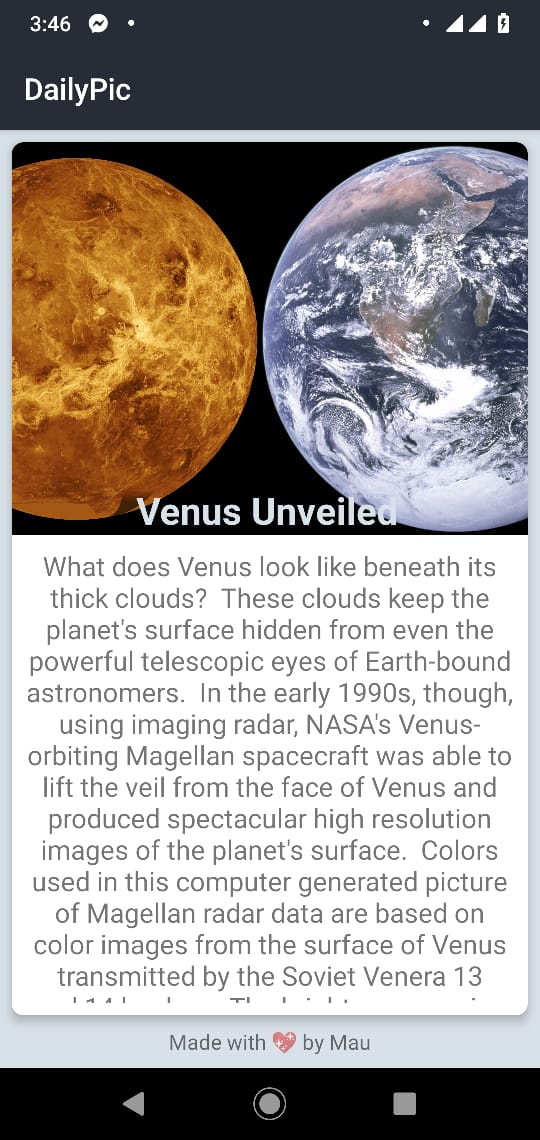 3:46
DailyPic
Venus Unveiled
What does Venus look like beneath its
thick clouds?  These clouds keep the
planet's surface hidden from even the
powerful telescopic eyes of Earth-bound
astronomers.  In the early 1990s, though,
using imaging radar, NASA's Venus-
orbiting Magellan spacecraft was able to
lift the veil from the face of Venus and
produced spectacular high resolution
images of the planet's surface.  Colors
used in this computer generated picture
of Magellan radar data are based on
color images from the surface of Venus
transmitted by the Soviet Venera 13
Made with 💖 by Mau